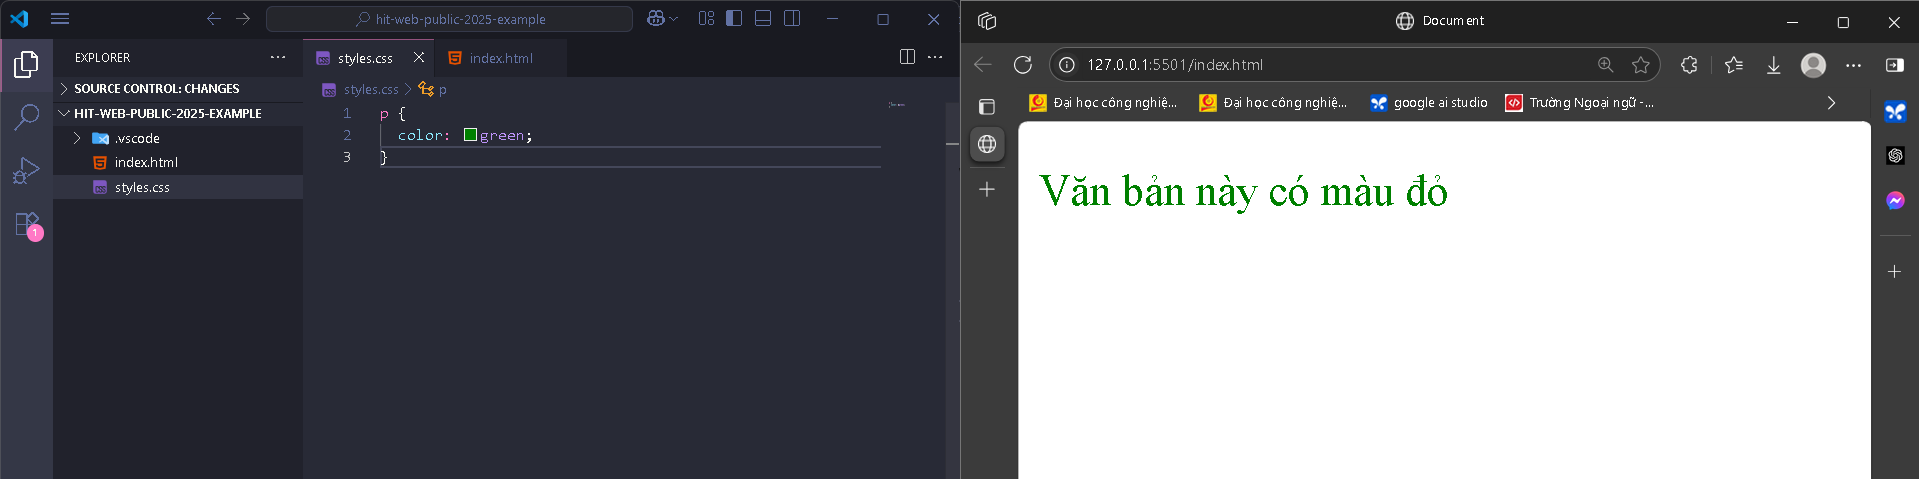 hit-web-public-2025-example
EXPLORER
SOURCE CONTROL: CHANGES
HIT-WEB-PUBLIC-2025-EXAMPLE
.vscode
index.html
styles.css
1
styles.css
index.html
styles.css > p
1 p {
2 color: green;
3 }
Document
127.0.0.1:5501/index.html
Đại học công nghiệ...
Đại học công nghiệ...
google ai studio
Trường Ngoại ngữ -...
Văn bản này có màu đỏ